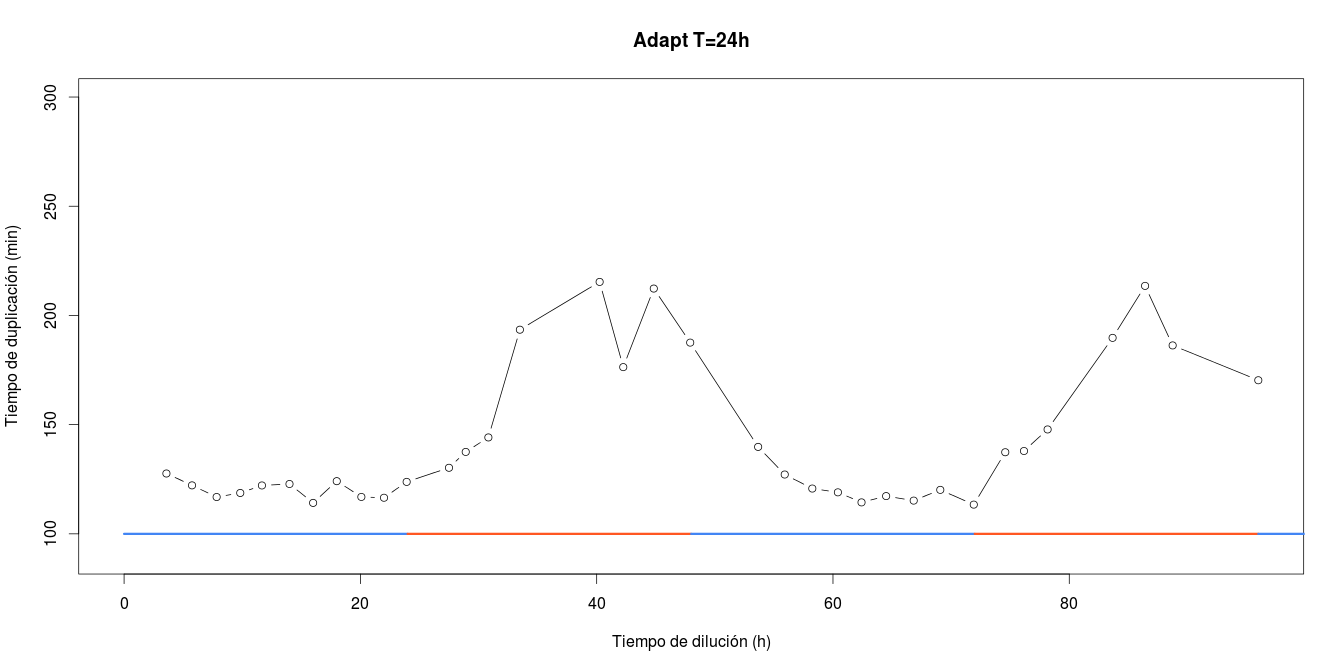 Adapt T=24h
300
250
200
150
100
Tiempo de duplicación (min)
0 20 40 60 80
Tiempo de dilución (h)